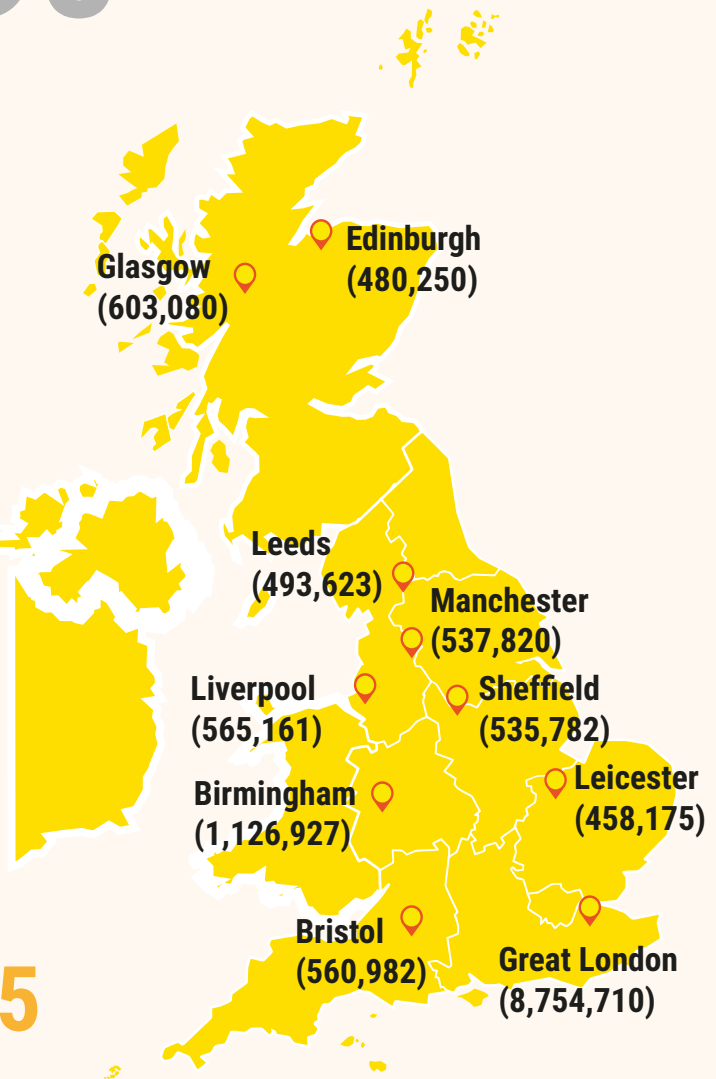 Edinburgh
(480,250)
Glasgow
(603,080)
Leeds
(493,623)
Manchester
(537,820)
Liverpool
(565,161)
Sheffield
(535,782)
Leicester
(458,175)
Birmingham
(1,126,927)
Bristol
(560,982)
Great London
(8,754,710)
5